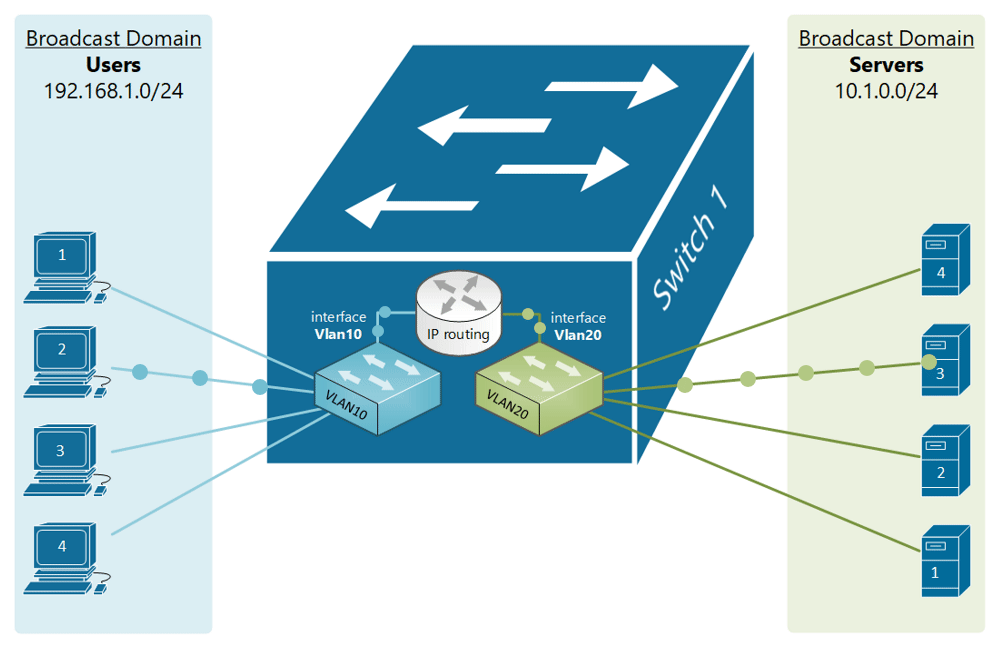 Broadcast Domain
Users
192.168.1.0/24
Broadcast Domain
Servers
10.1.0.0/24
Switch 1
1
2
3
4
interface
Vlan10
IP routing
interface
Vlan20
VLAN10
VLAN20
4
3
2
1